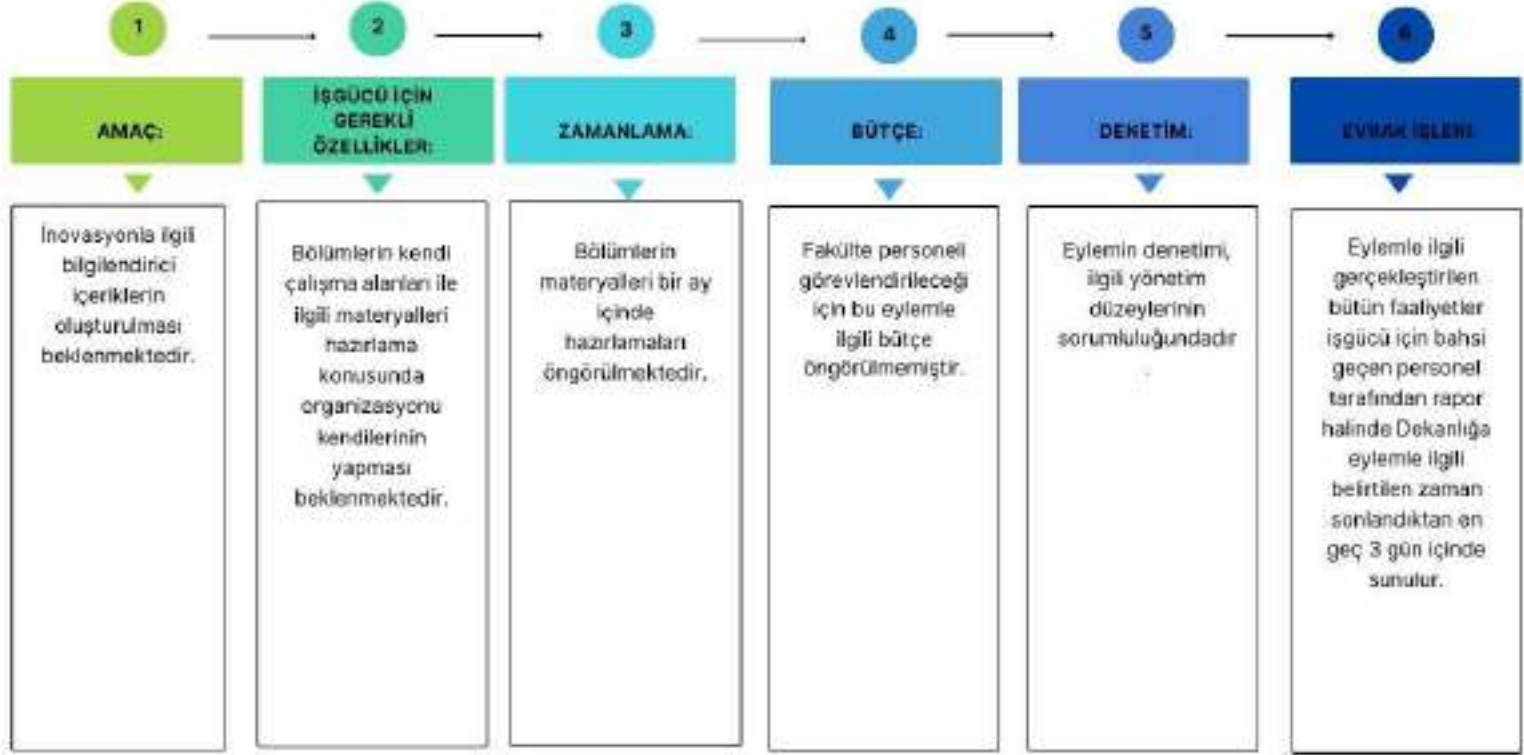 1
2
3
4
5
6
AMAÇ:
İŞGÜCÜ İÇİN
GEREKLİ
ÖZELLİKLER:
ZAMANLAMA:
BÜTÇE:
DENETİM:
EVRAK İŞLERİ:
İnovasyonla ilgili
bilgilendirici
içeriklerin
oluşturulması
beklenmektedir.
Bölümlerin kendi
çalışma alanları ile
ilgili materyalleri
hazırlama
konusunda
organizasyonu
kendilerinin
yapması
beklenmektedir.
Bölümlerin
materyalleri bir ay
içinde
hazırlamaları
öngörülmektedir.
Fakülte personeli
görevlendirileceği
için bu eylemle
ilgili bütçe
öngörülmemiştir.
Eylemin denetimi,
ilgili yönetim
düzeylerinin
sorumluluğundadır
.
Eylemle ilgili
gerçekleştirilen
bütün faaliyetler
işgücü için bahsi
geçen personel
tarafından rapor
halinde Dekanlığa
eylemle ilgili
belirtilen zaman
sonlandıktan en
geç 3 gün içinde
sunulur.